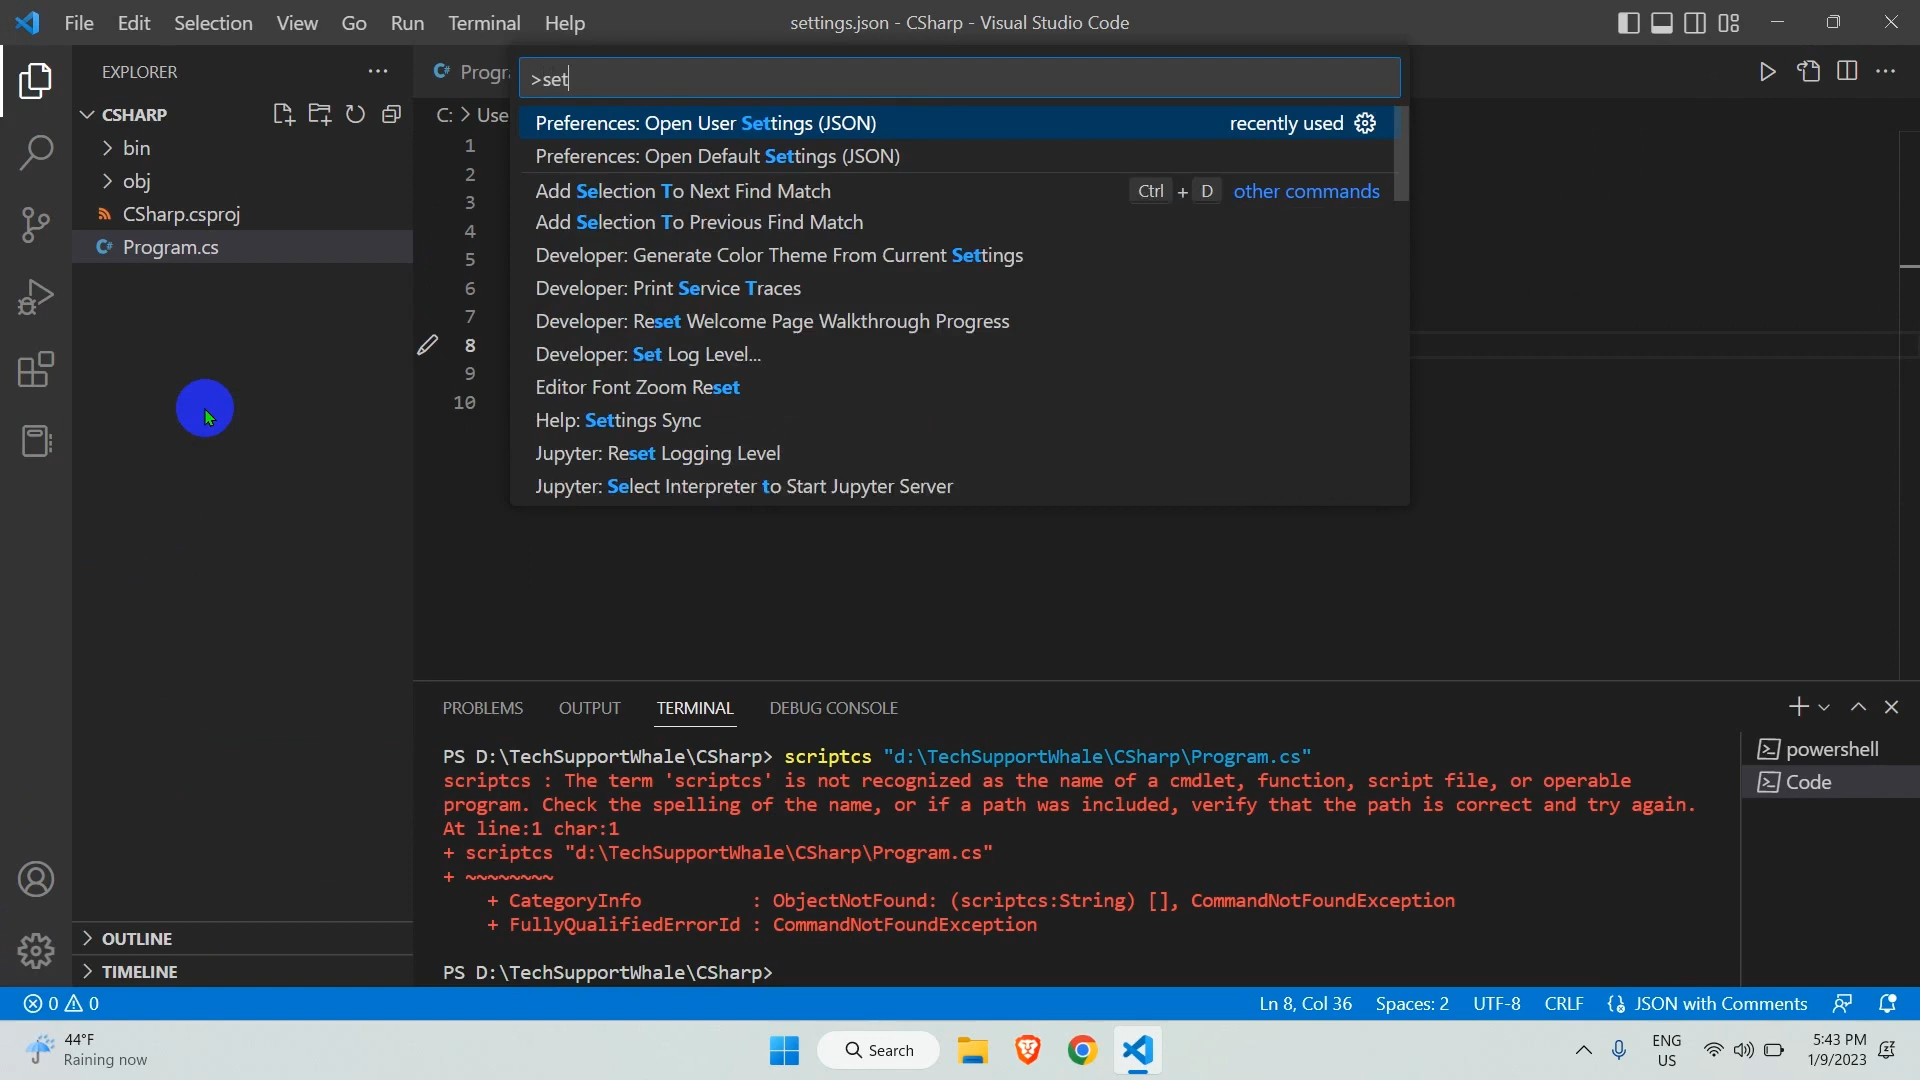 File Edit Selection View Go Run Terminal Help
settings.json - CSharp - Visual Studio Code
EXPLORER
CSHARP
bin
obj
CSharp.csproj
Program.cs
OUTLINE
TIMELINE
C:  > Use
1
2
3
4
5
6
7
8
9
10
>set
Preferences: Open User Settings (JSON) recently used
Preferences: Open Default Settings (JSON)
Add Selection To Next Find Match Ctrl + D other commands
Add Selection To Previous Find Match
Developer: Generate Color Theme From Current Settings
Developer: Print Service Traces
Developer: Reset Welcome Page Walkthrough Progress
Developer: Set Log Level...
Editor Font Zoom Reset
Help: Settings Sync
Jupyter: Reset Logging Level
Jupyter: Select Interpreter to Start Jupyter Server
PROBLEMS OUTPUT TERMINAL DEBUG CONSOLE
PS D:\TechSupportWhale\CSharp> scriptcs "d:\TechSupportWhale\CSharp\Program.cs"
scriptcs : The term 'scriptcs' is not recognized as the name of a cmdlet, function, script file, or operable
program. Check the spelling of the name, or if a path was included, verify that the path is correct and try again.
At line:1 char:1
+ scriptcs "d:\TechSupportWhale\CSharp\Program.cs"
+ ~~~~~~~~
+ CategoryInfo : ObjectNotFound: (scriptcs:String) [], CommandNotFoundException
+ FullyQualifiedErrorId : CommandNotFoundException
PS D:\TechSupportWhale\CSharp>
powershell
Code
0 0
Ln 8, Col 36 Spaces: 2 UTF-8 CRLF JSON with Comments
44°F
Raining now
Search
ENG
US
5:43 PM
1/9/2023